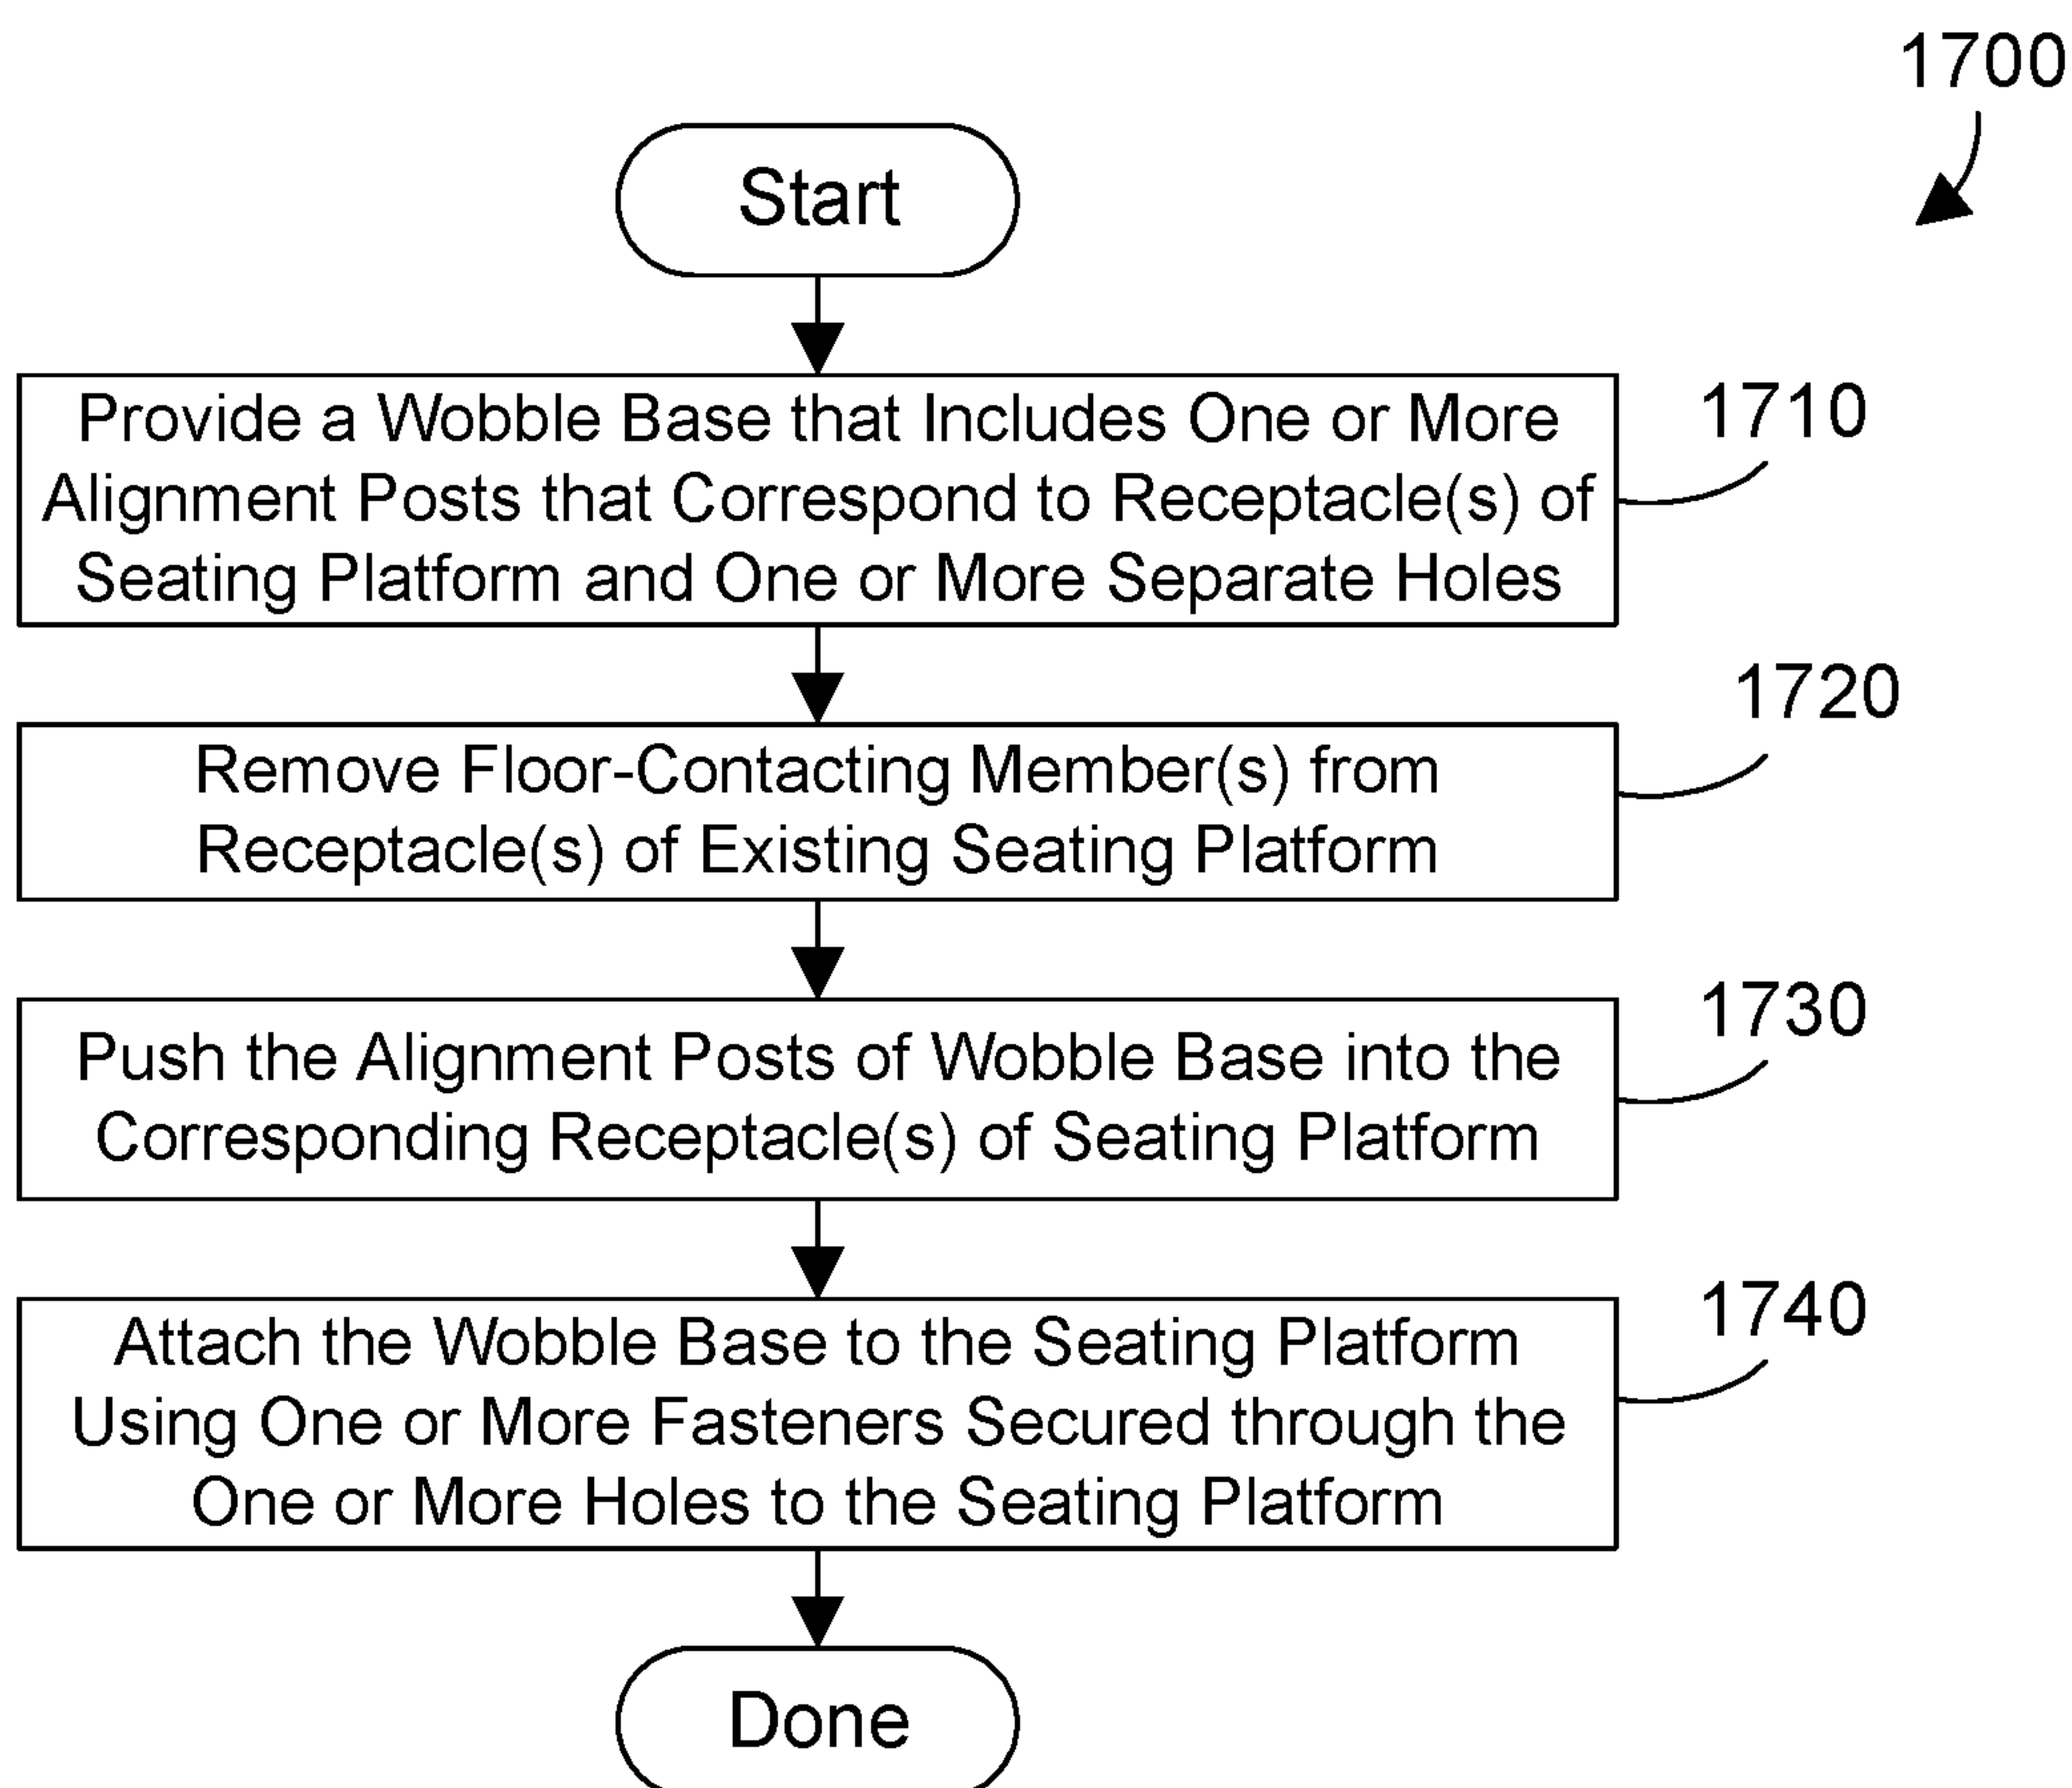 1700
Start
Provide a Wobble Base that Includes One or More
Alignment Posts that Correspond to Receptacle(s) of
Seating Platform and One or More Separate Holes
1710
Remove Floor-Contacting Member(s) from
Receptacle(s) of Existing Seating Platform
1720
Push the Alignment Posts of Wobble Base into the
Corresponding Receptacle(s) of Seating Platform
1730
Attach the Wobble Base to the Seating Platform
Using One or More Fasteners Secured through the
One or More Holes to the Seating Platform
1740
Done